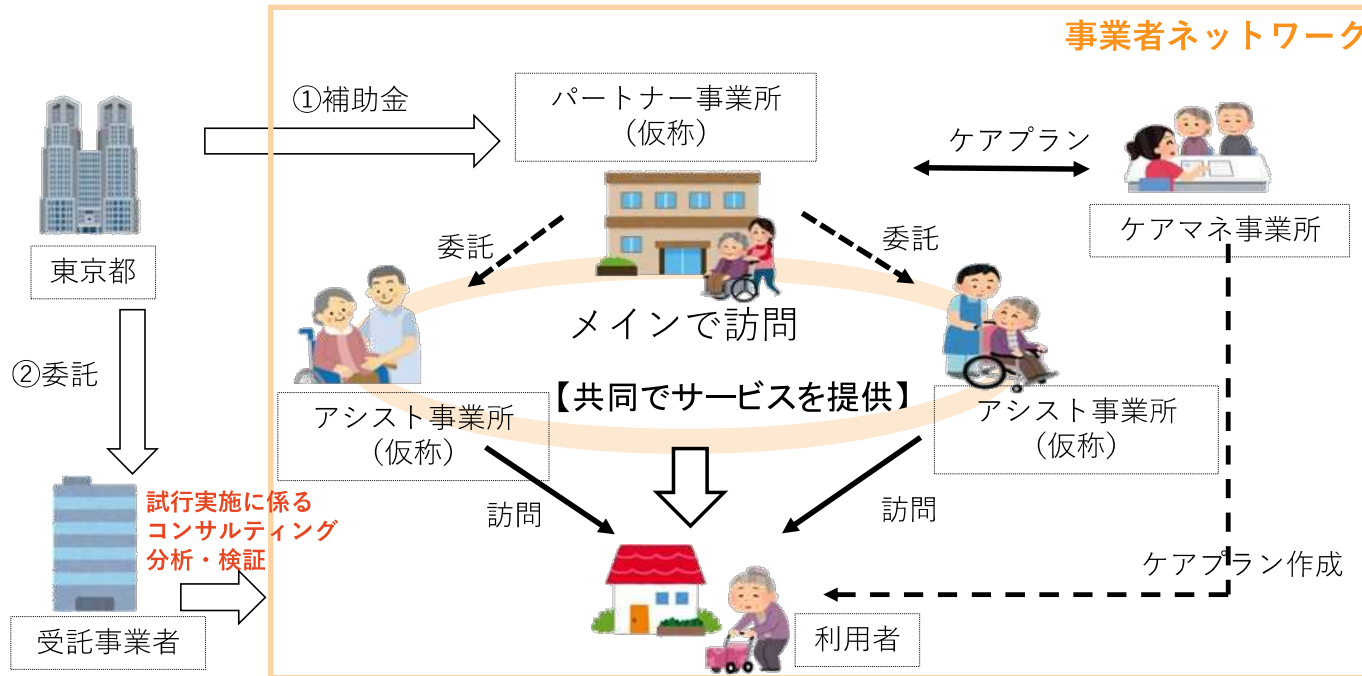 事業者ネットワーク
①補助金
パートナー事業所
（仮称）
ケアプラン
ケアマネ事業所
東京都
委託
委託
メインで訪問
②委託
【共同でサービスを提供】
アシスト事業所
（仮称）
アシスト事業所
（仮称）
試行実施に係る
コンサルティング
分析・検証
訪問
訪問
ケアプラン作成
受託事業者
利用者